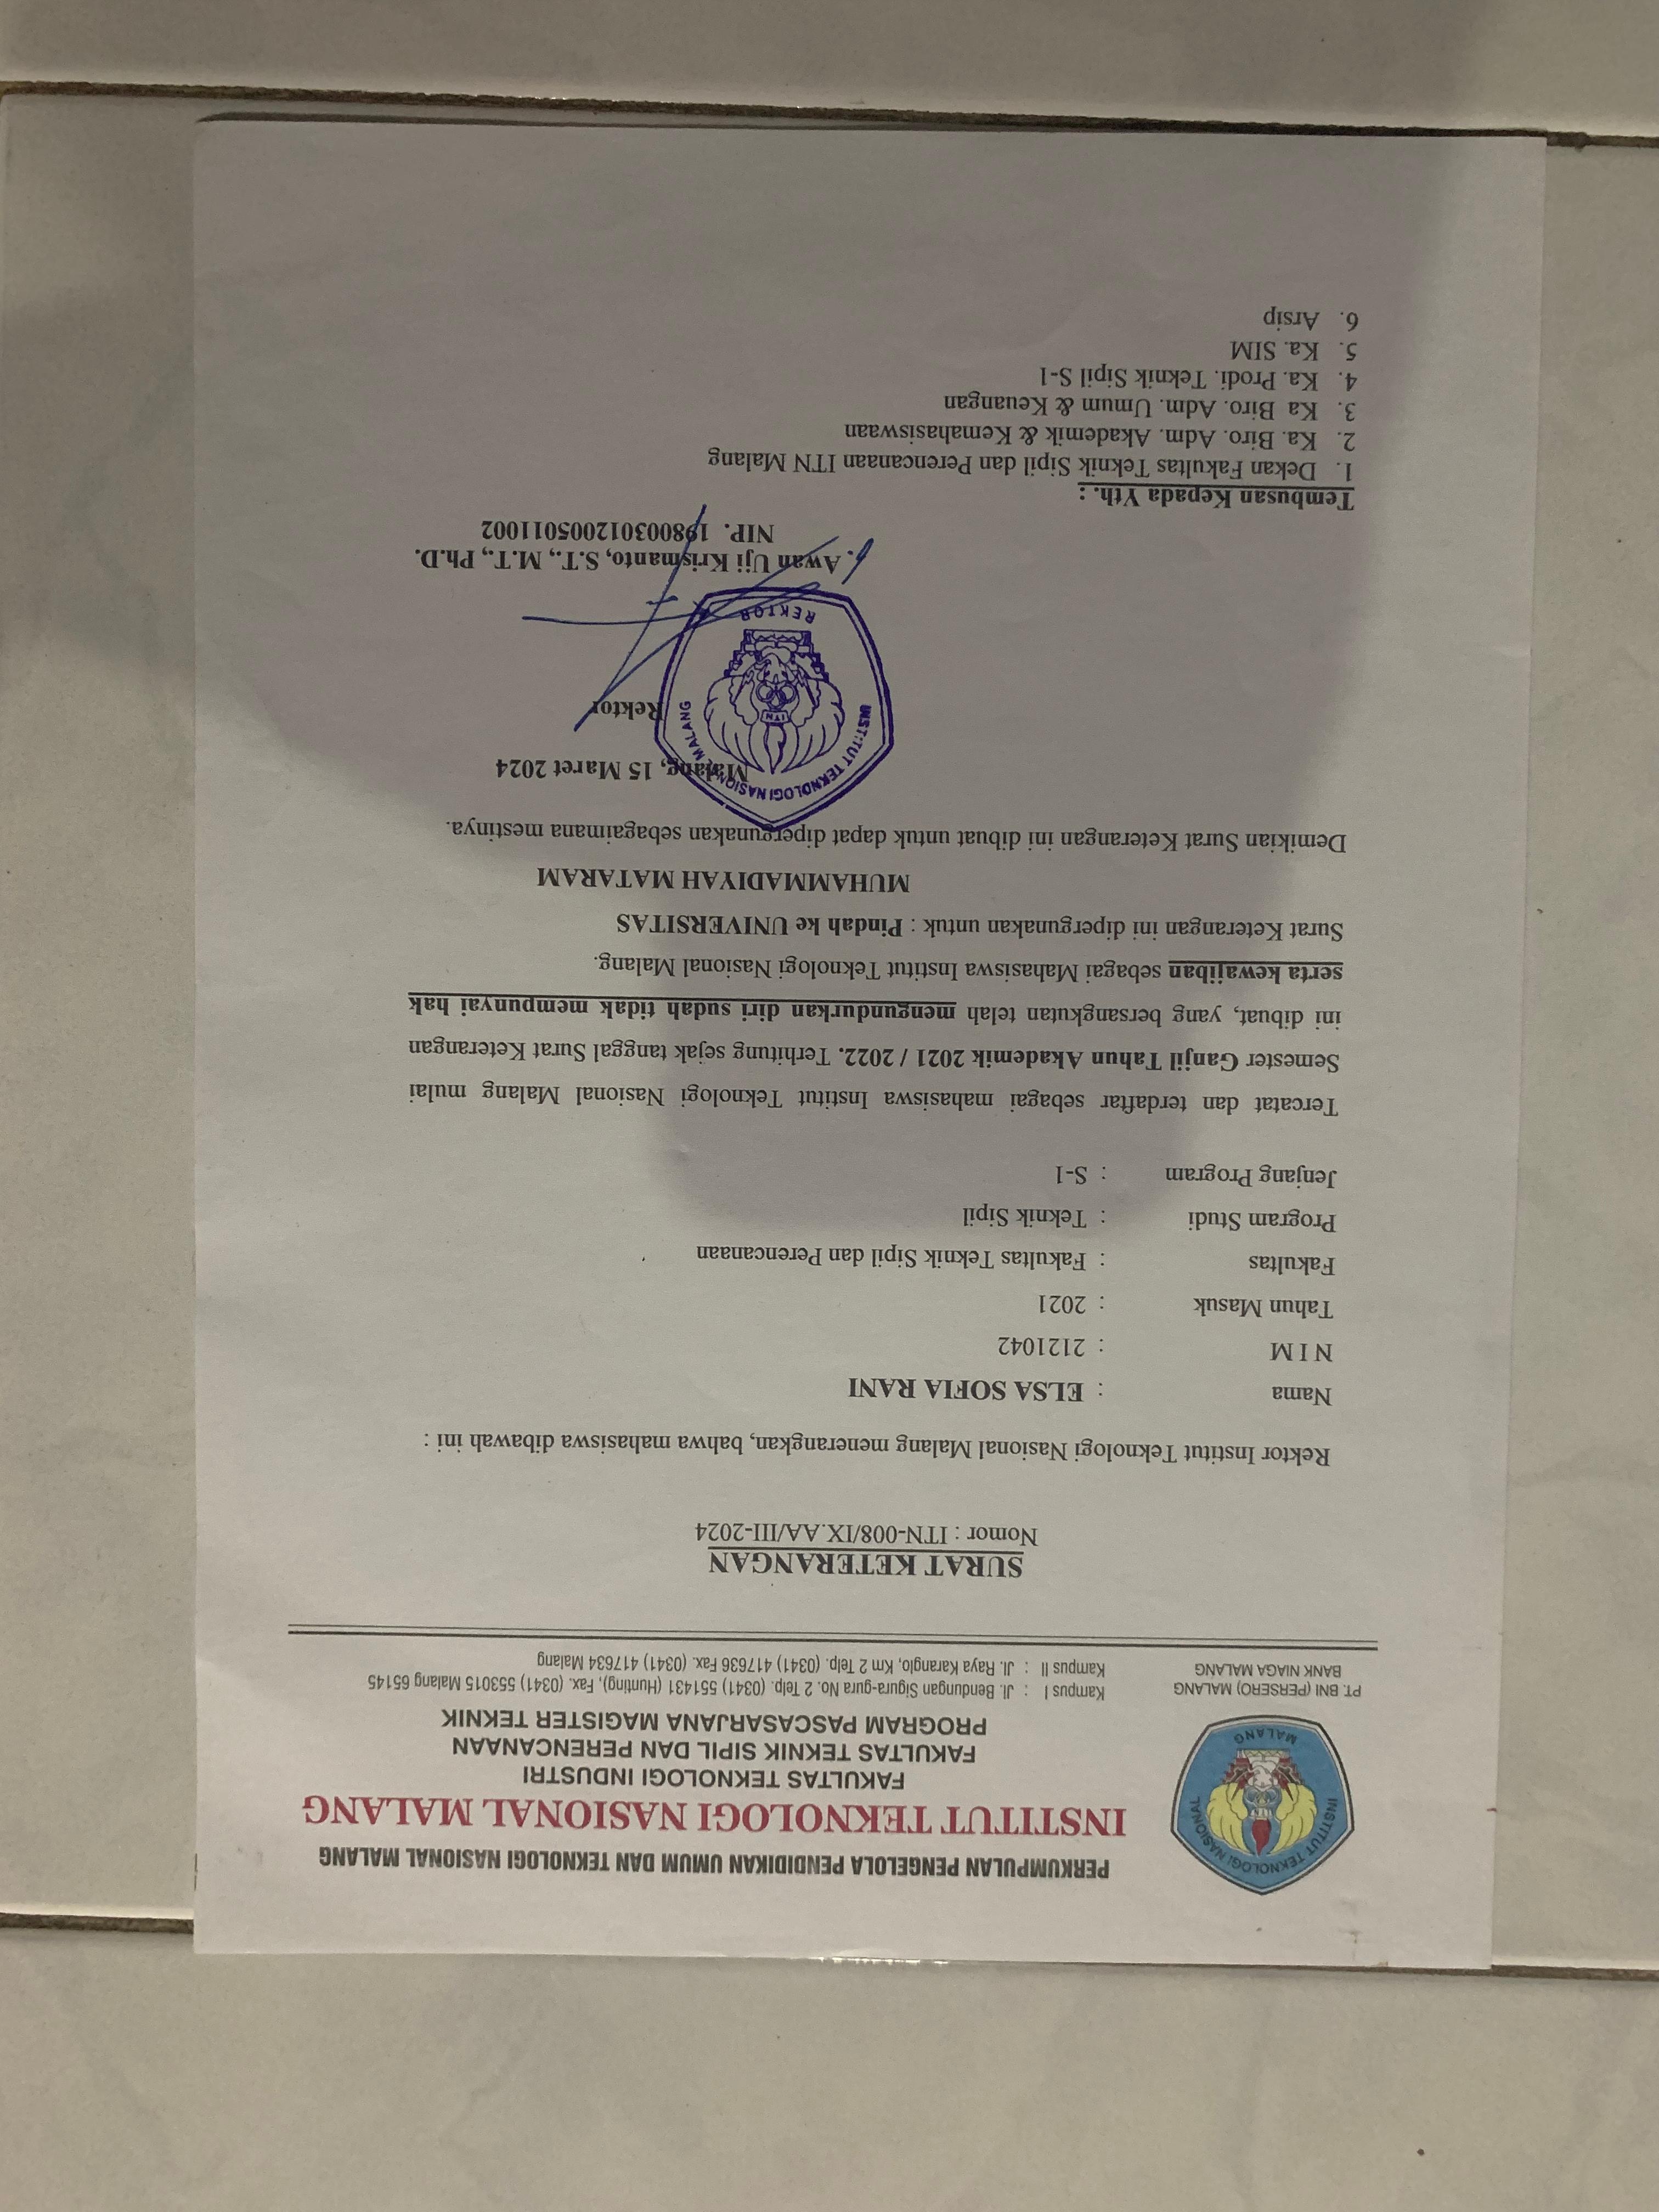 PERKUMPULAN PENGELOLA PENDIDIKAN UMUM DAN TEKNOLOGI NASIONAL MALANG
INSTITUT TEKNOLOGI NASIONAL MALANG
FAKULTAS TEKNOLOGI INDUSTRI
FAKULTAS TEKNIK SIPIL DAN PERENCANAAN
PROGRAM PASCASARJANA MAGISTER TEKNIK
INSTITUT TEKNOLOGI NASIONAL
ITN
MALANG
PT. BNI (PERSERO) MALANG
BANK NIAGA MALANG
Kampus I : Jl. Bendungan Sigura-gura No. 2 Telp. (0341) 551431 (Hunting), Fax. (0341) 553015 Malang 65145
Kampus II : Jl. Raya Karanglo, Km 2 Telp. (0341) 417636 Fax. (0341) 417634 Malang
SURAT KETERANGAN
Nomor : ITN-008/IX.AA/III-2024
Rektor Institut Teknologi Nasional Malang menerangkan, bahwa mahasiswa dibawah ini :
Nama : ELSA SOFIA RANI
N I M : 2121042
Tahun Masuk : 2021
Fakultas : Fakultas Teknik Sipil dan Perencanaan
Program Studi : Teknik Sipil
Jenjang Program : S-1
Tercatat dan terdaftar sebagai mahasiswa Institut Teknologi Nasional Malang mulai
Semester Ganjil Tahun Akademik 2021 / 2022. Terhitung sejak tanggal Surat Keterangan
ini dibuat, yang bersangkutan telah mengundurkan diri sudah tidak mempunyai hak
serta kewajiban sebagai Mahasiswa Institut Teknologi Nasional Malang.
Surat Keterangan ini dipergunakan untuk : Pindah ke UNIVERSITAS
MUHAMMADIYAH MATARAM
Demikian Surat Keterangan ini dibuat untuk dapat dipergunakan sebagaimana mestinya.
Malang, 15 Maret 2024
Rektor
INSTITUT TEKNOLOGI NASIONAL MALANG
ITN
REKTOR
Awan Uji Krismanto, S.T., M.T., Ph.D.
NIP. 198003012005011002
Tembusan Kepada Yth. :
1. Dekan Fakultas Teknik Sipil dan Perencanaan ITN Malang
2. Ka. Biro. Adm. Akademik & Kemahasiswaan
3. Ka Biro. Adm. Umum & Keuangan
4. Ka. Prodi. Teknik Sipil S-1
5. Ka. SIM
6. Arsip